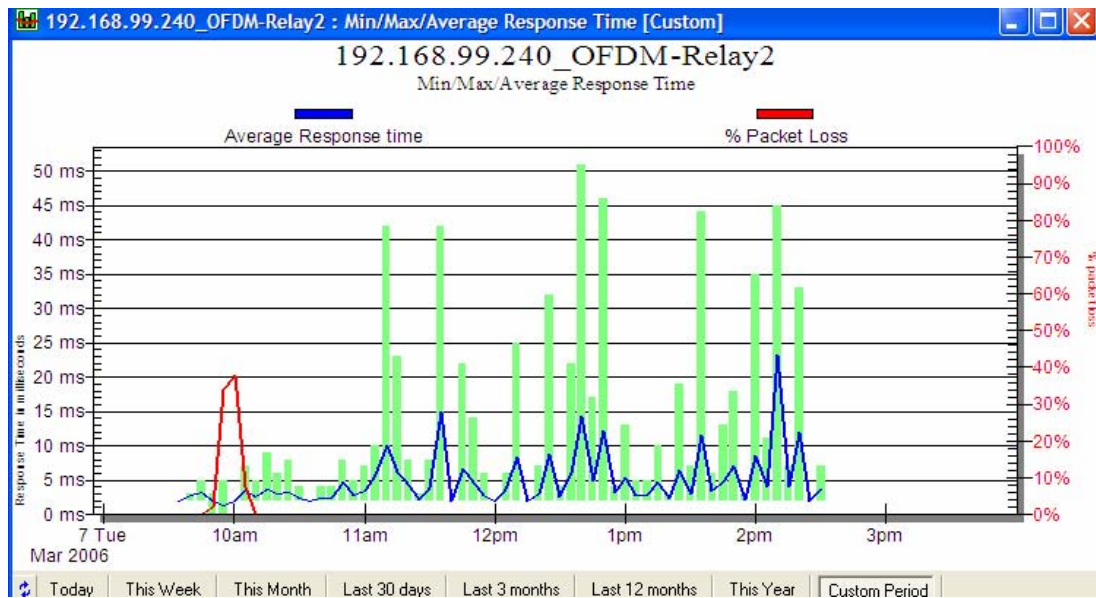 192.168.99.240_OFDM-Relay2 : Min/Max/Average Response Time [Custom]
192.168.99.240_OFDM-Relay2
Min/Max/Average Response Time
Average Response time
% Packet Loss
50 ms
45 ms
40 ms
35 ms
30 ms
25 ms
20 ms
15 ms
10 ms
5 ms
0 ms
Response Time in milliseconds
100%
90%
80%
70%
60%
50%
40%
30%
20%
10%
0%
% packet loss
7 Tue 10am 11am 12pm 1pm 2pm 3pm
Mar 2006
Today This Week This Month Last 30 days Last 3 months Last 12 months This Year Custom Period